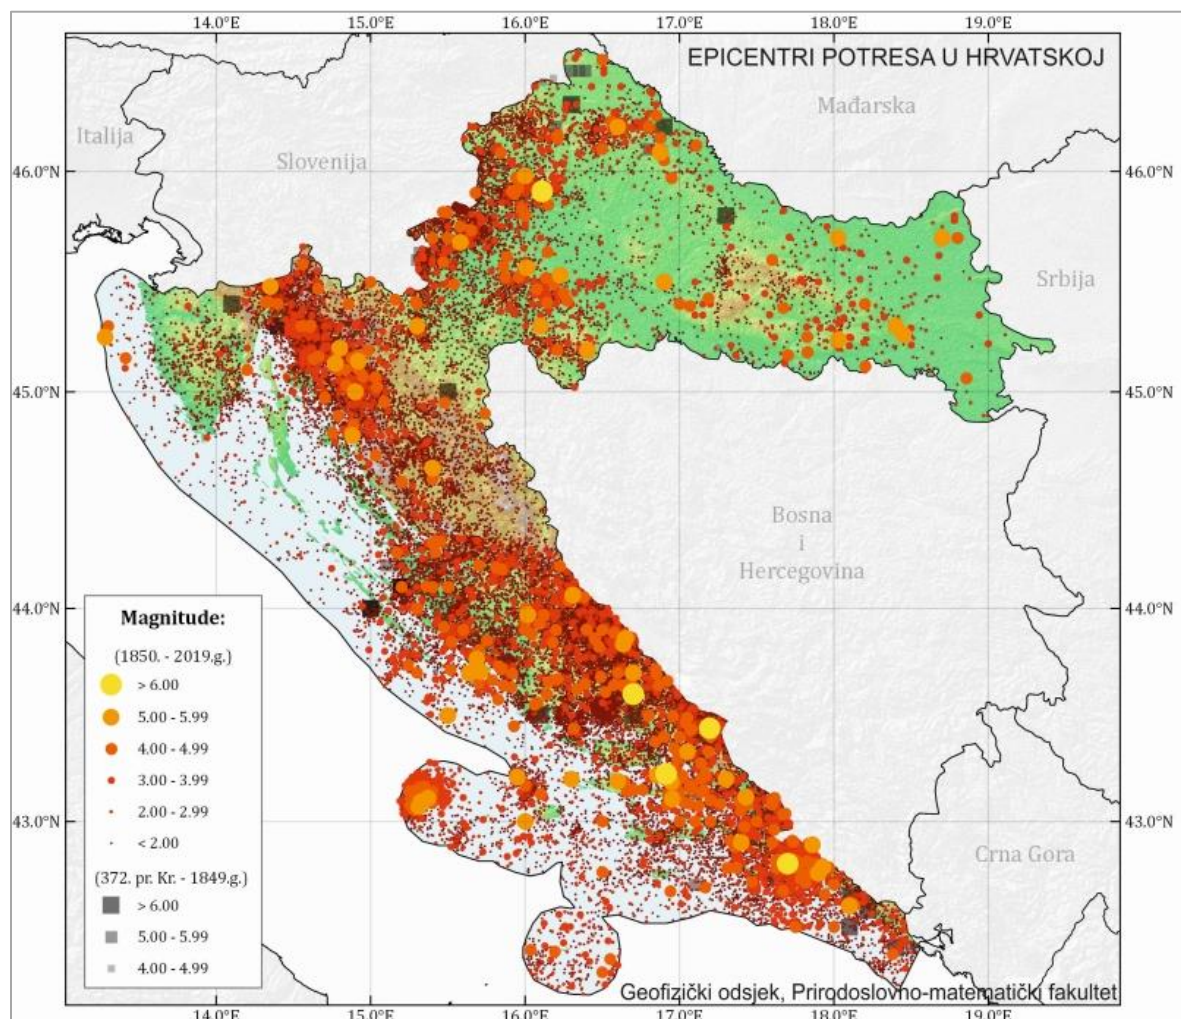 14.0°E 15.0°E 16.0°E 17.0°E 18.0°E 19.0°E
EPICENTRI POTRESA U HRVATSKOJ
Mađarska
Italija
Slovenija
46.0°N 46.0°N
Srbija
45.0°N 45.0°N
Bosna
i
Hercegovina
44.0°N 44.0°N
Magnitude:
(1850. - 2019.g.)
> 6.00
5.00 - 5.99
4.00 - 4.99
3.00 - 3.99
2.00 - 2.99
< 2.00
(372. pr. Kr. - 1849.g.)
> 6.00
5.00 - 5.99
4.00 - 4.99
43.0°N 43.0°N
Crna Gora
Geofizički odsjek, Prirodoslovno-matematički fakultet
14.0°E 15.0°E 16.0°E 17.0°E 18.0°E 19.0°E